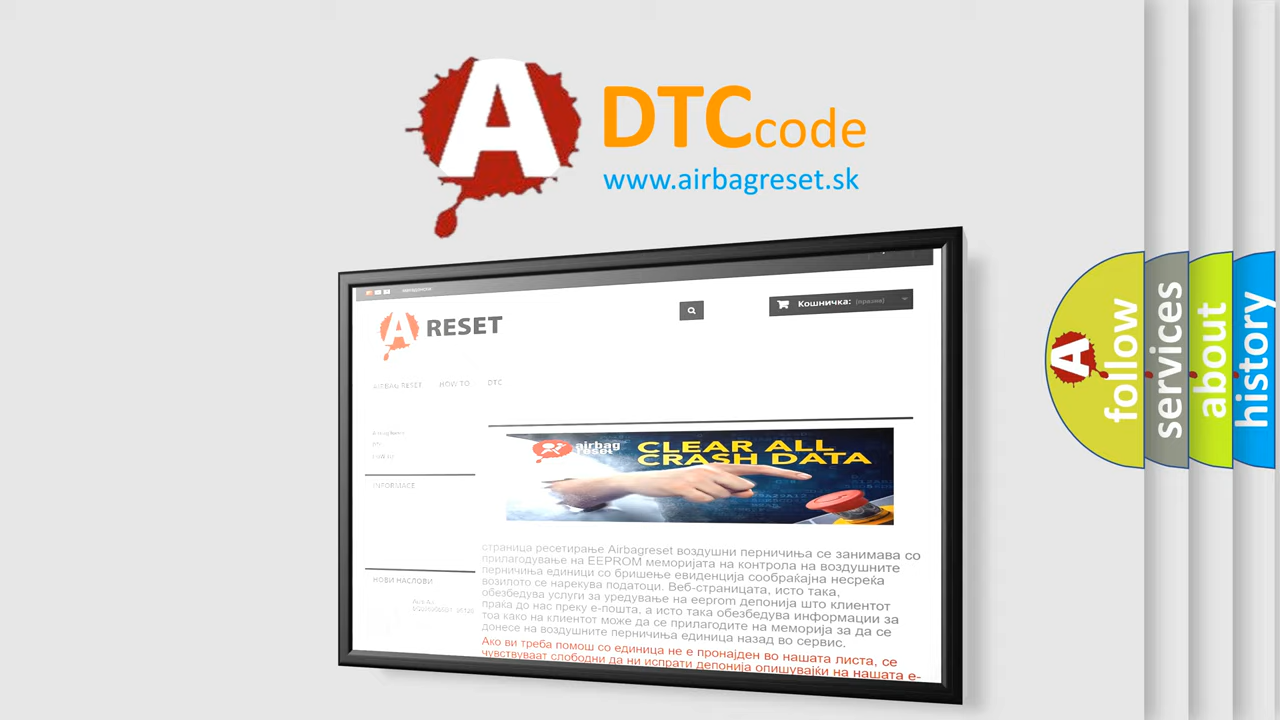 A
DTCcode
www.airbagreset.sk
A RESET
Кошничка: (празно)
AIRBAG RESET
HOW TO
DTC
INFORMACE
НОВИ НАСЛОВИ
airbag
reset
CLEAR ALL
CRASH DATA
страница ресетирање Airbagreset воздушни перничиња се занимава со
прилагодување на EEPROM меморијата на контрола на воздушните
перничиња единици со бришење евиденција сообраќајна несреќа
возилото се нарекува податоци. Веб-страницата, исто така,
обезбедува услуги за уредување на eeprom депонија што клиентот
праќа до нас преку е-пошта, а исто така обезбедува информации за
тоа како на клиентот може да се прилагодите на меморија за да се
донесе на воздушните перничиња единица назад во сервис.
Ако ви треба помош со единица не е пронајден во нашата листа, се
чувствуваат слободни да ни испрати депонија опишувајќи на нашата е-
A
follow
services
about
history